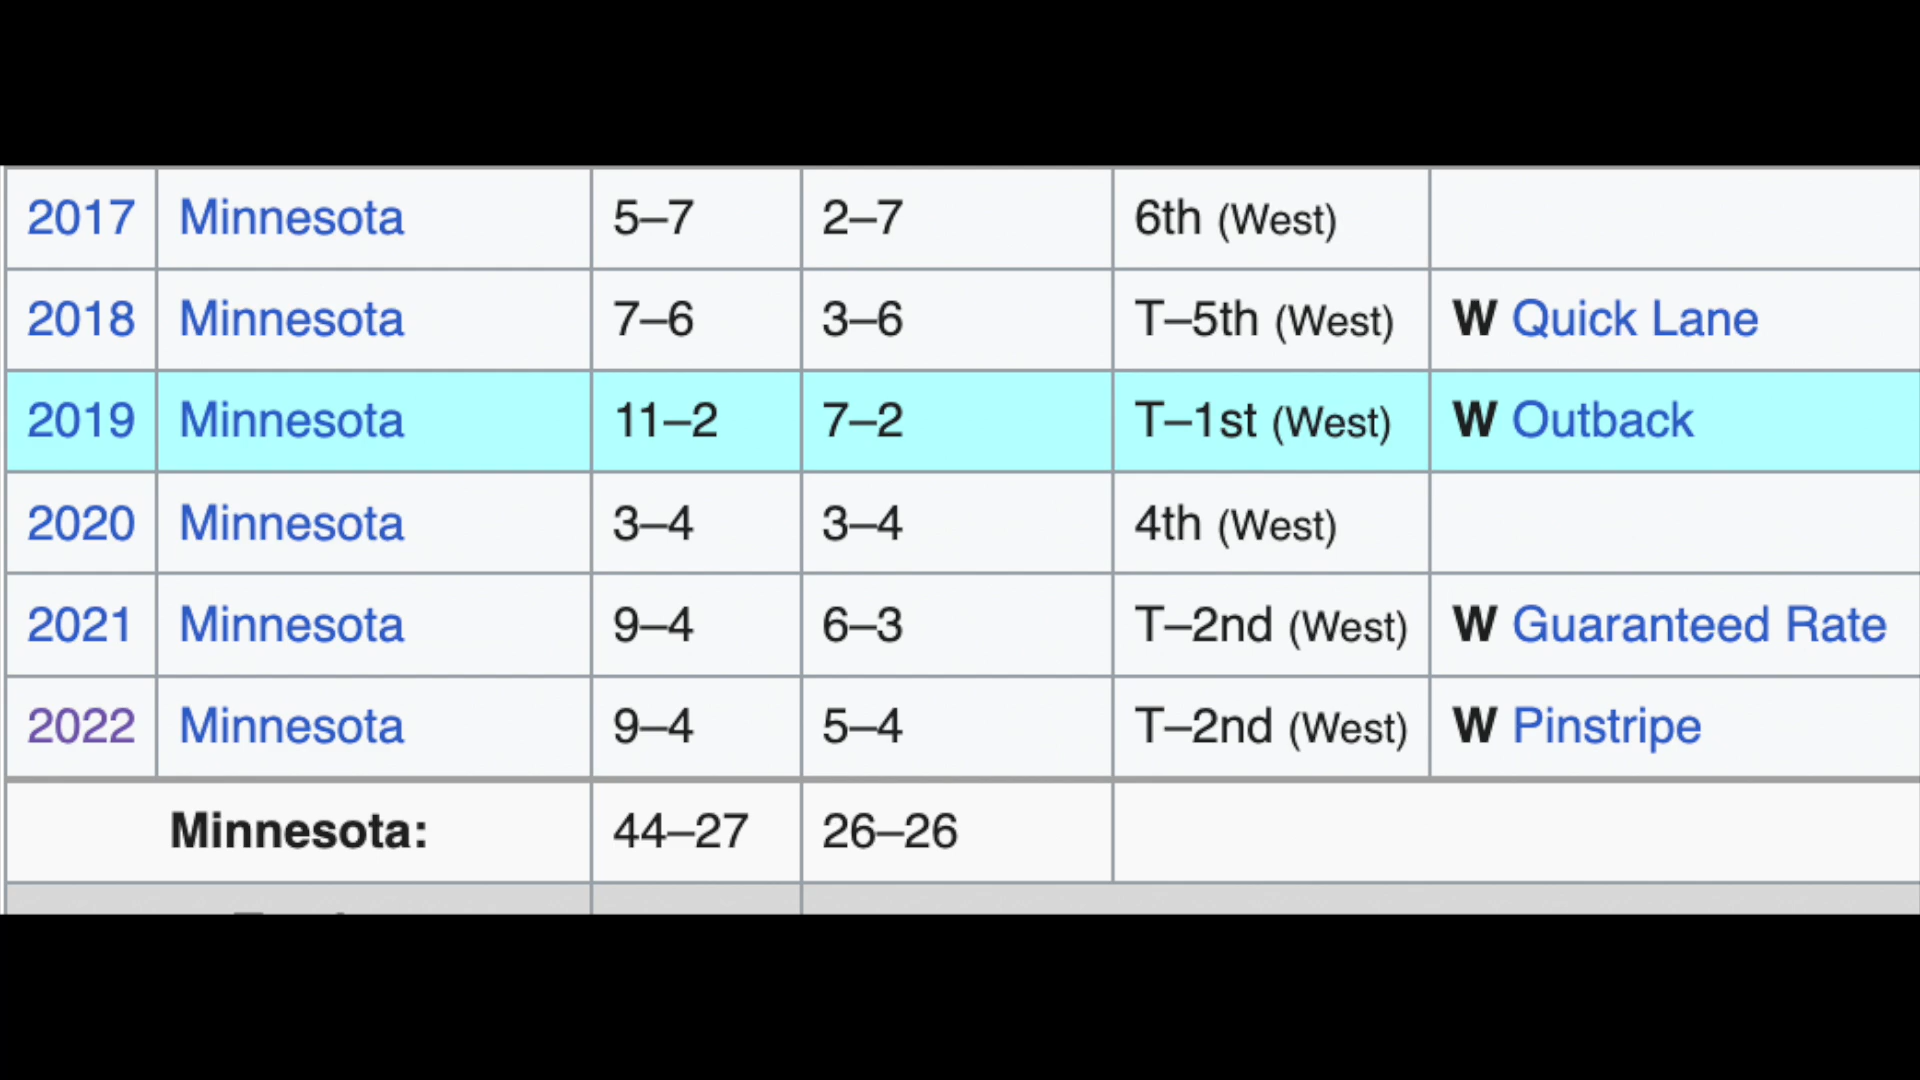 2017 Minnesota 5–7 2–7 6th (West)
2018 Minnesota 7–6 3–6 T–5th (West) W Quick Lane
2019 Minnesota 11–2 7–2 T–1st (West) W Outback
2020 Minnesota 3–4 3–4 4th (West)
2021 Minnesota 9–4 6–3 T–2nd (West) W Guaranteed Rate
2022 Minnesota 9–4 5–4 T–2nd (West) W Pinstripe
Minnesota: 44–27 26–26